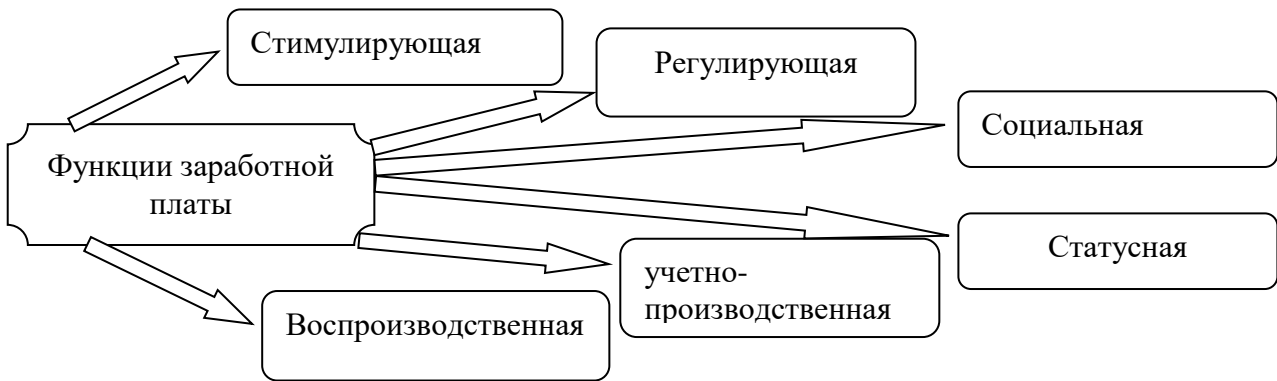 Стимулирующая
Регулирующая
Социальная
Функции заработной
платы
Статусная
учетно-
производственная
Воспроизводственная